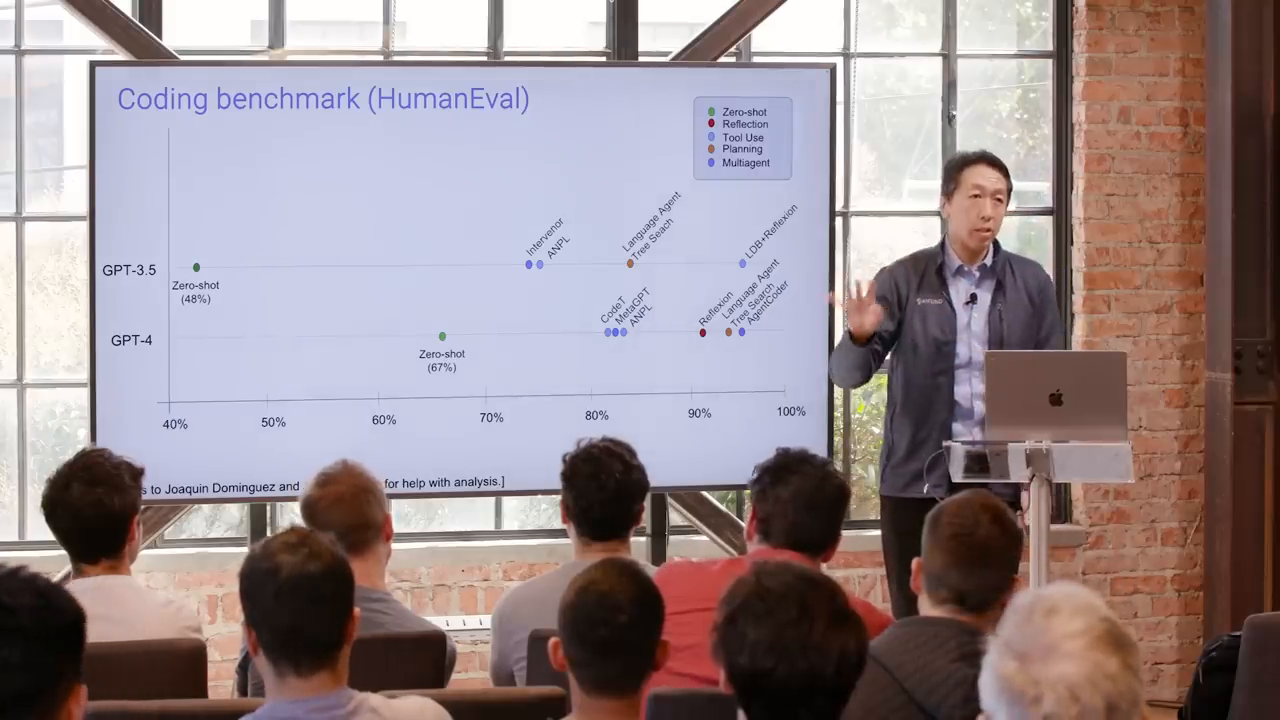 Coding benchmark (HumanEval)
Zero-shot
Reflection
Tool Use
Planning
Multiagent
GPT-3.5
Zero-shot
(48%)
Intervenor
ANPL
Language Agent
Tree Seach
LDB+Reflexion
GPT-4
Zero-shot
(67%)
CodeT
MetaGPT
ANPL
Reflexion
Language Agent
Tree Search
AgentCoder
40%
50%
60%
70%
80%
90%
100%
s to Joaquin Dominguez and
for help with analysis.]